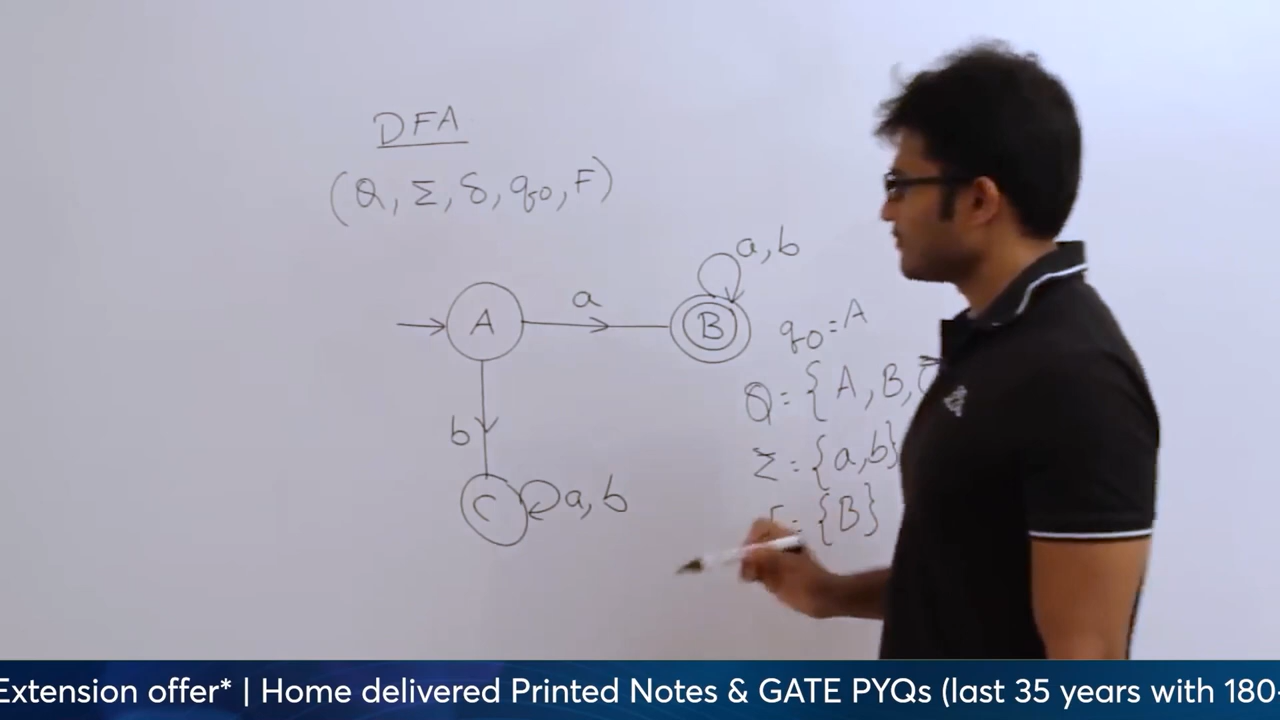 DFA
(Q, Σ, δ, q0, F)
a, b
a
A
B
q0=A
Q={A, B,
b
Σ={a,b}
C
a, b
={B}
Extension offer* | Home delivered Printed Notes & GATE PYQs (last 35 years with 180